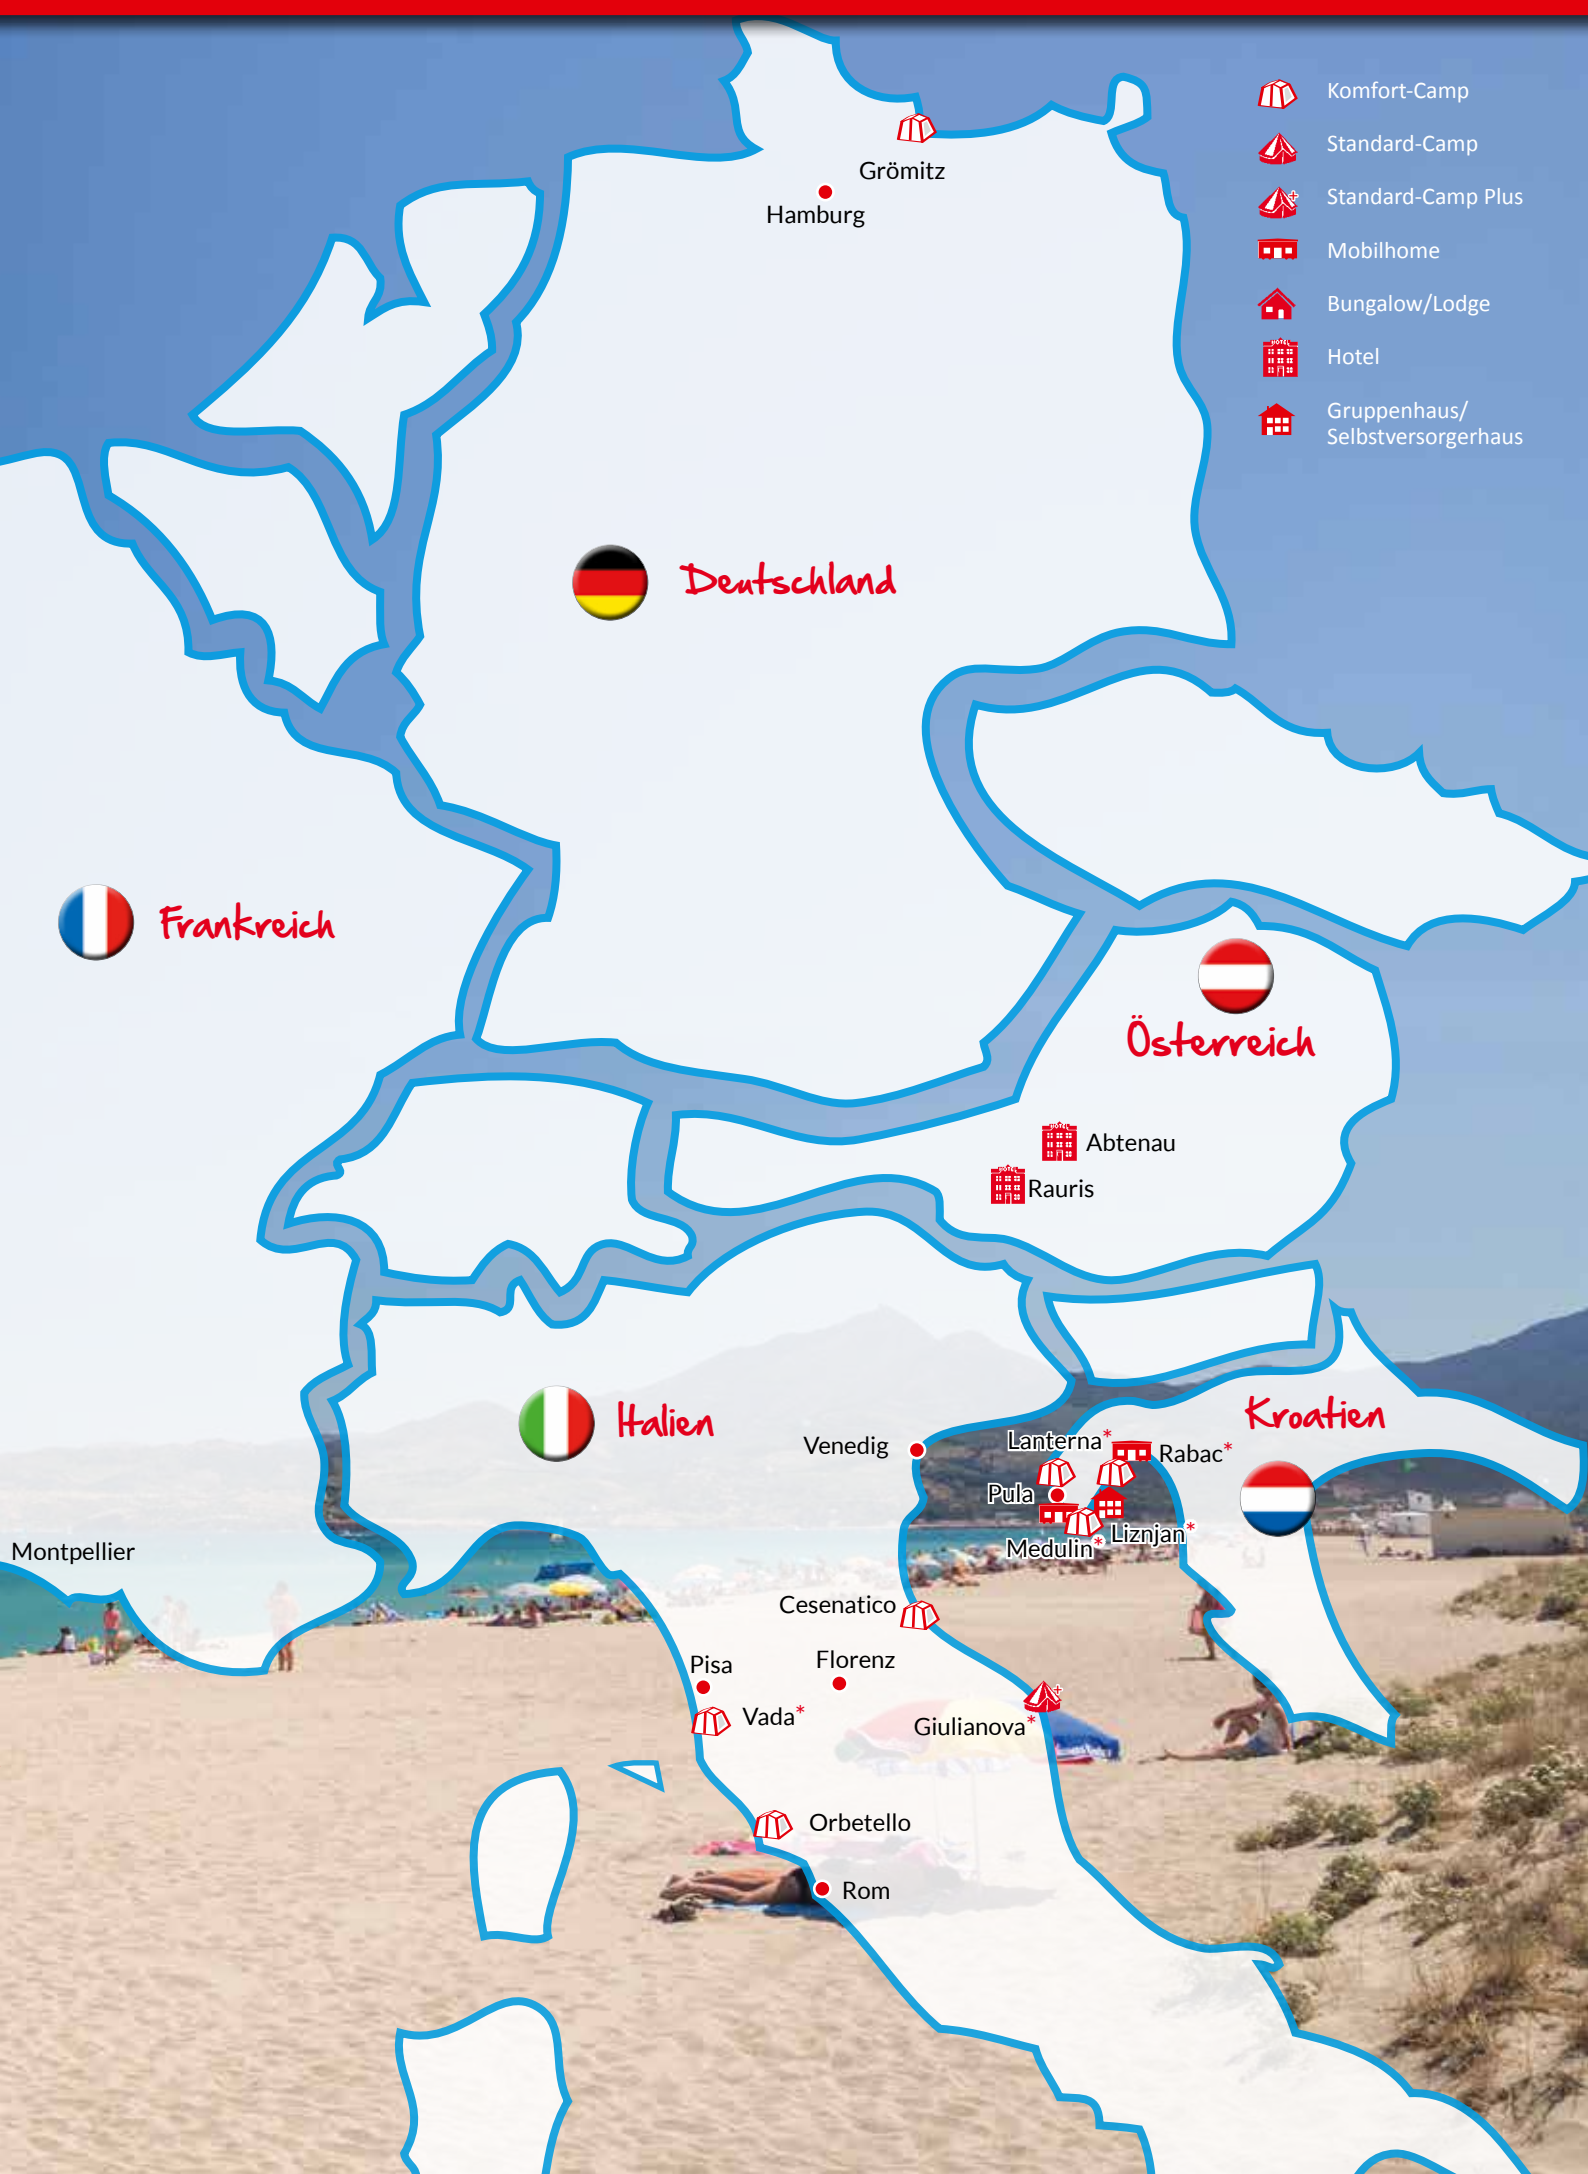 Komfort-Camp
Standard-Camp
Standard-Camp Plus
Mobilhome
Bungalow/Lodge
Hotel
Gruppenhaus/
Selbstversorgerhaus
Grömitz
Hamburg
Deutschland
Frankreich
Österreich
Abtenau
Rauris
Italien
Kroatien
Venedig
Lanterna*
Rabac*
Pula
Liznjan*
Medulin*
Montpellier
Cesenatico
Pisa
Florenz
Vada*
Giulianova*
Orbetello
Rom